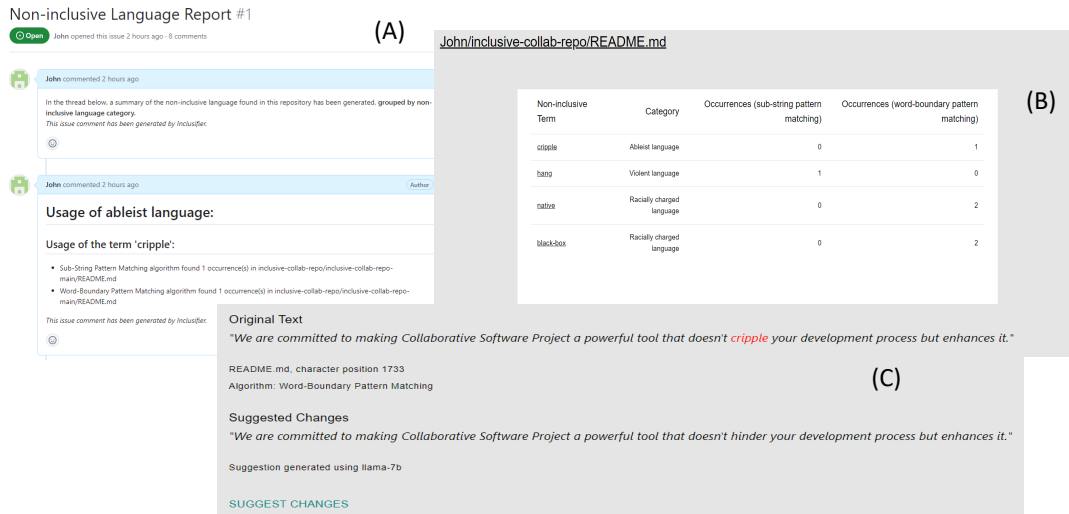 Non-inclusive Language Report #1
Open John opened this issue 2 hours ago · 8 comments
(A)
John commented 2 hours ago
In the thread below, a summary of the non-inclusive language found in this repository has been generated, grouped by non-
inclusive language category.
This issue comment has been generated by Inclusifier.
John commented 2 hours ago
Author
Usage of ableist language:
Usage of the term 'cripple':
• Sub-String Pattern Matching algorithm found 1 occurrence(s) in inclusive-collab-repo/inclusive-collab-repo-
main/README.md
• Word-Boundary Pattern Matching algorithm found 1 occurrence(s) in inclusive-collab-repo/inclusive-collab-repo-
main/README.md
This issue comment has been generated by Inclusifier.
John/inclusive-collab-repo/README.md
(B)
Non-inclusive Term Category Occurrences (sub-string pattern matching) Occurrences (word-boundary pattern matching)
cripple Ableist language 0 1
hang Violent language 1 0
native Racially charged language 0 2
black-box Racially charged language 0 2
Original Text
"We are committed to making Collaborative Software Project a powerful tool that doesn't cripple your development process but enhances it."
README.md, character position 1733
Algorithm: Word-Boundary Pattern Matching
(C)
Suggested Changes
"We are committed to making Collaborative Software Project a powerful tool that doesn't hinder your development process but enhances it."
Suggestion generated using llama-7b
SUGGEST CHANGES